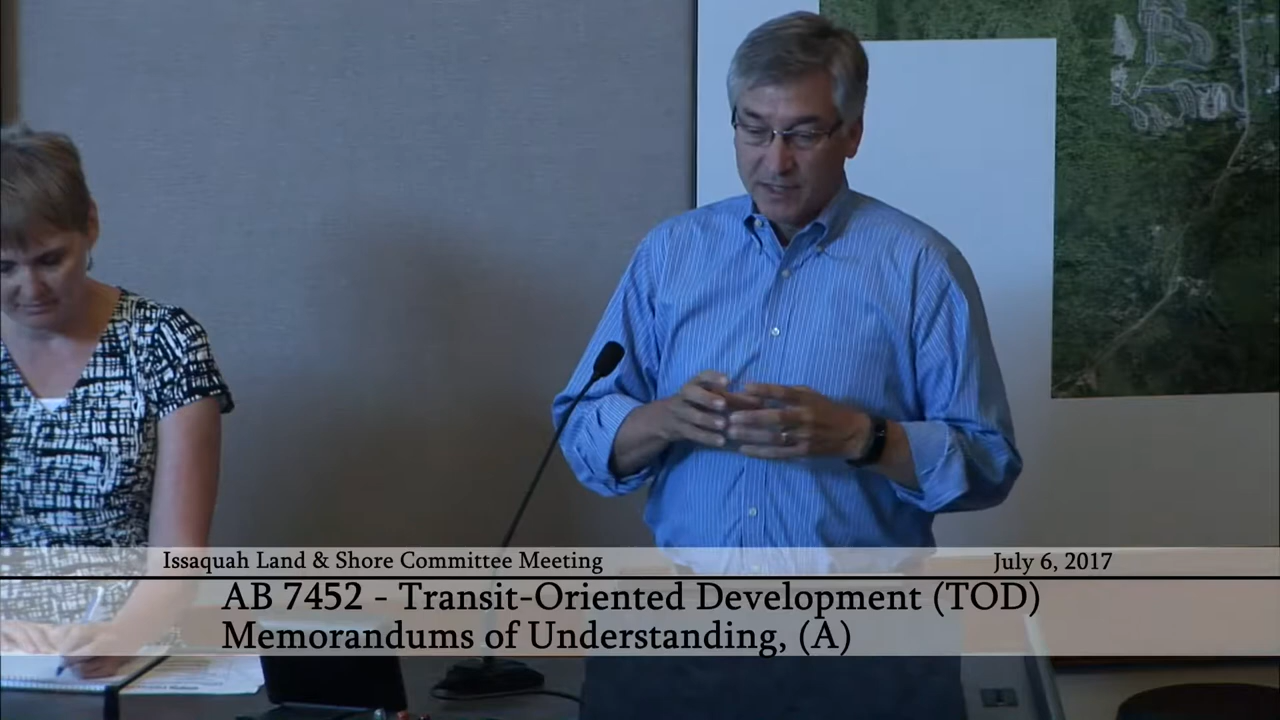 Issaquah Land & Shore Committee Meeting
July 6, 2017
AB 7452 - Transit-Oriented Development (TOD)
Memorandums of Understanding, (A)